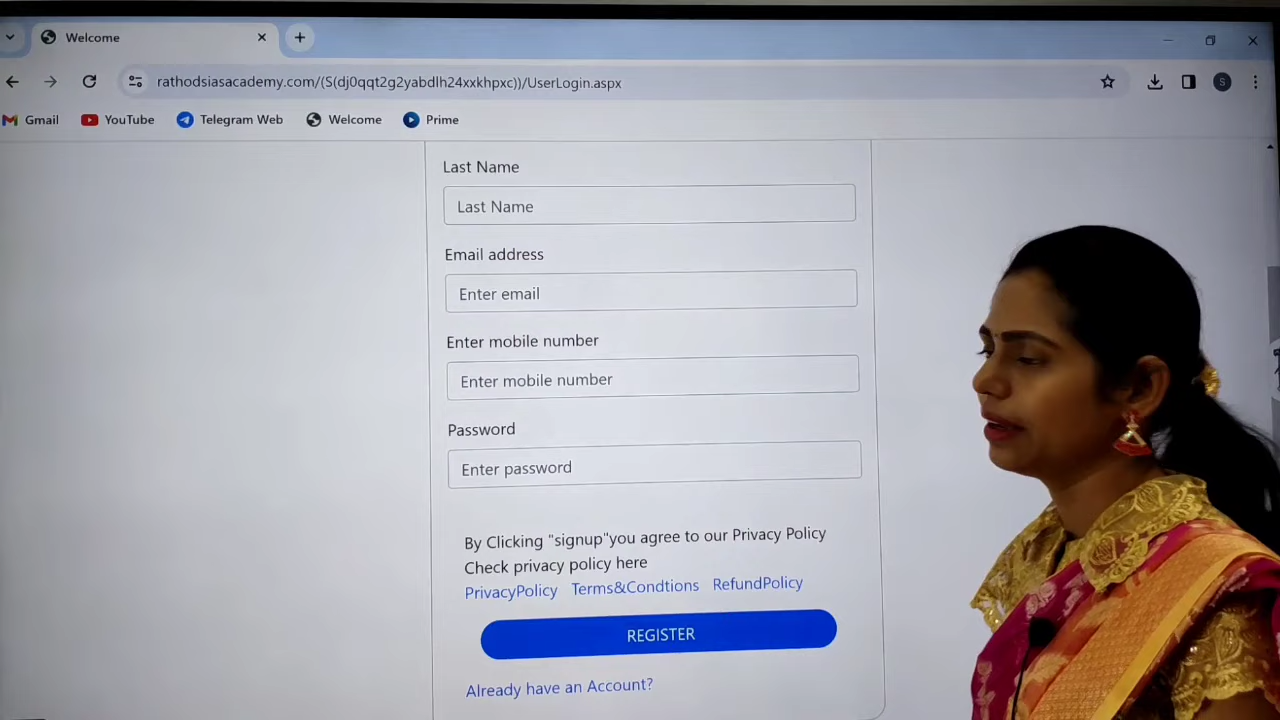 Welcome
rathodsiasacademy.com/(S(dj0qqt2g2yabdlh24xxkhpxc))/UserLogin.aspx
S
Gmail YouTube Telegram Web Welcome Prime
Last Name
Last Name
Email address
Enter email
Enter mobile number
Enter mobile number
Password
Enter password
By Clicking "signup"you agree to our Privacy Policy
Check privacy policy here
PrivacyPolicy Terms&Condtions RefundPolicy
REGISTER
Already have an Account?